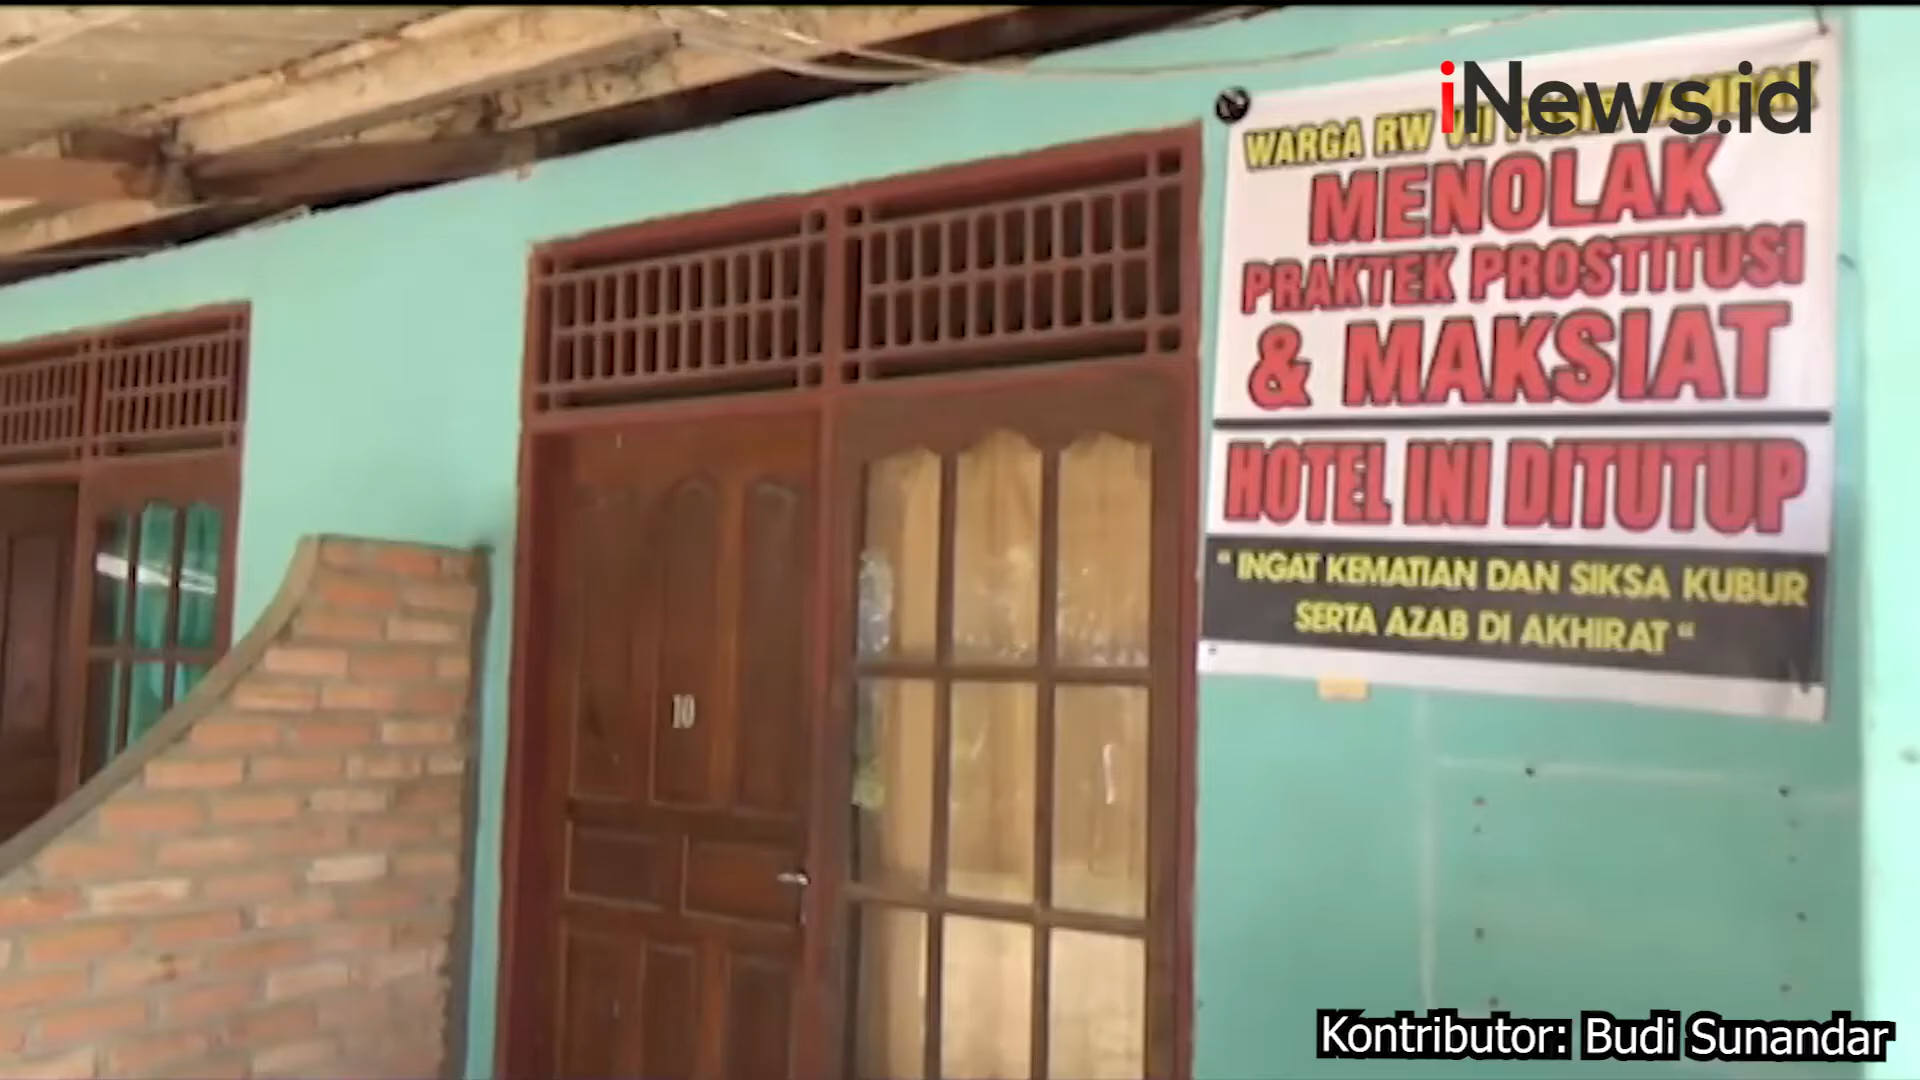 iNews.id
WARGA RW VII
MENOLAK
PRAKTEK PROSTITUSI
& MAKSIAT
HOTEL INI DITUTUP
" INGAT KEMATIAN DAN SIKSA KUBUR
SERTA AZAB DI AKHIRAT "
10
Kontributor: Budi Sunandar